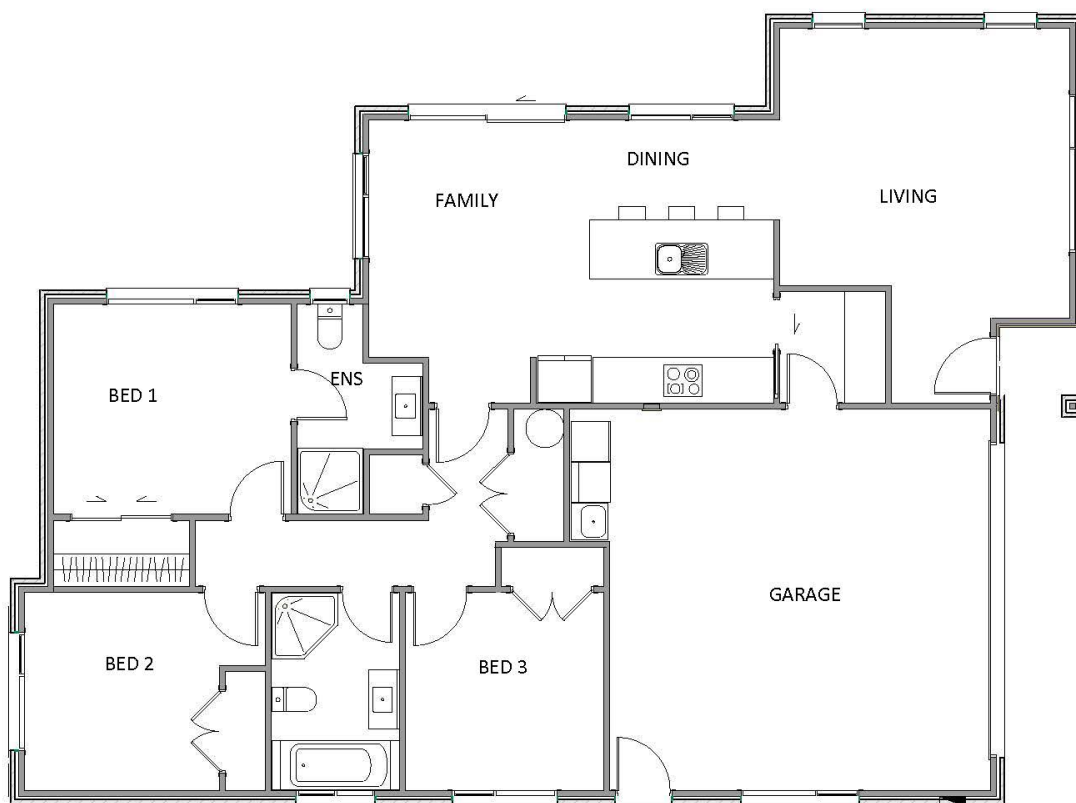 DINING
FAMILY
LIVING
ENS
BED 1
GARAGE
BED 2
BED 3